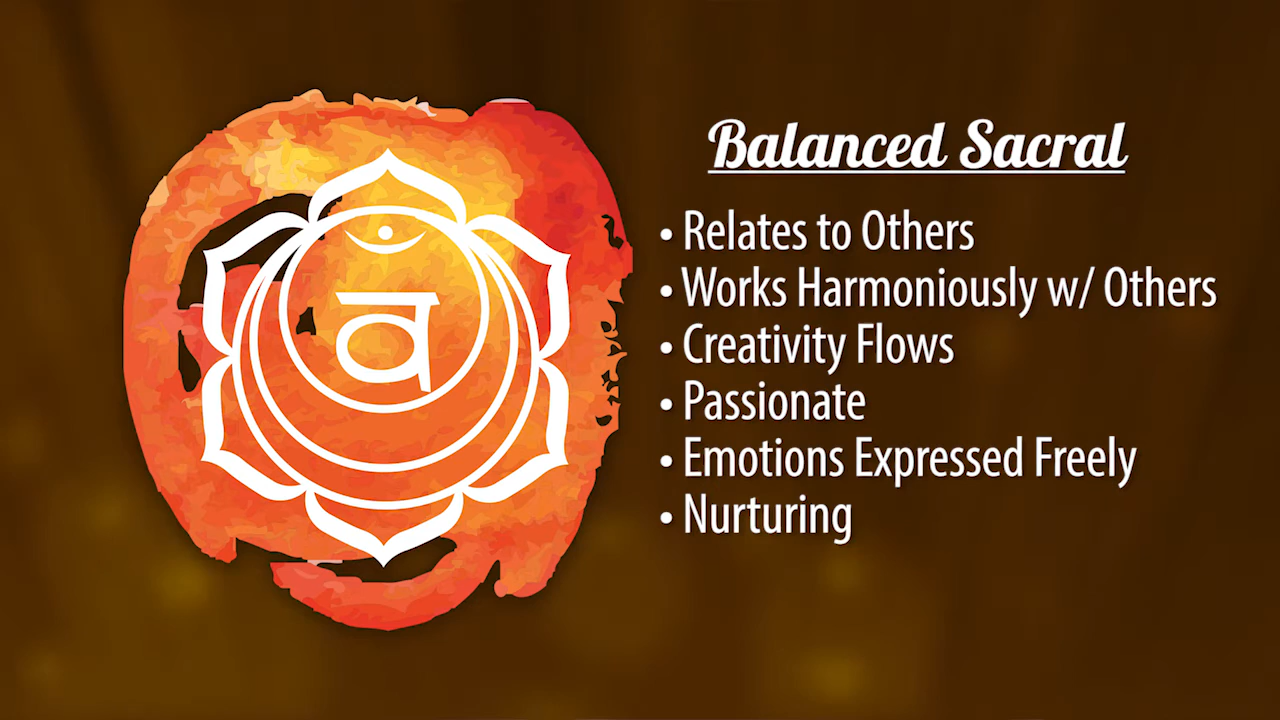 Balanced Sacral
• Relates to Others
• Works Harmoniously w/ Others
• Creativity Flows
• Passionate
• Emotions Expressed Freely
• Nurturing
व